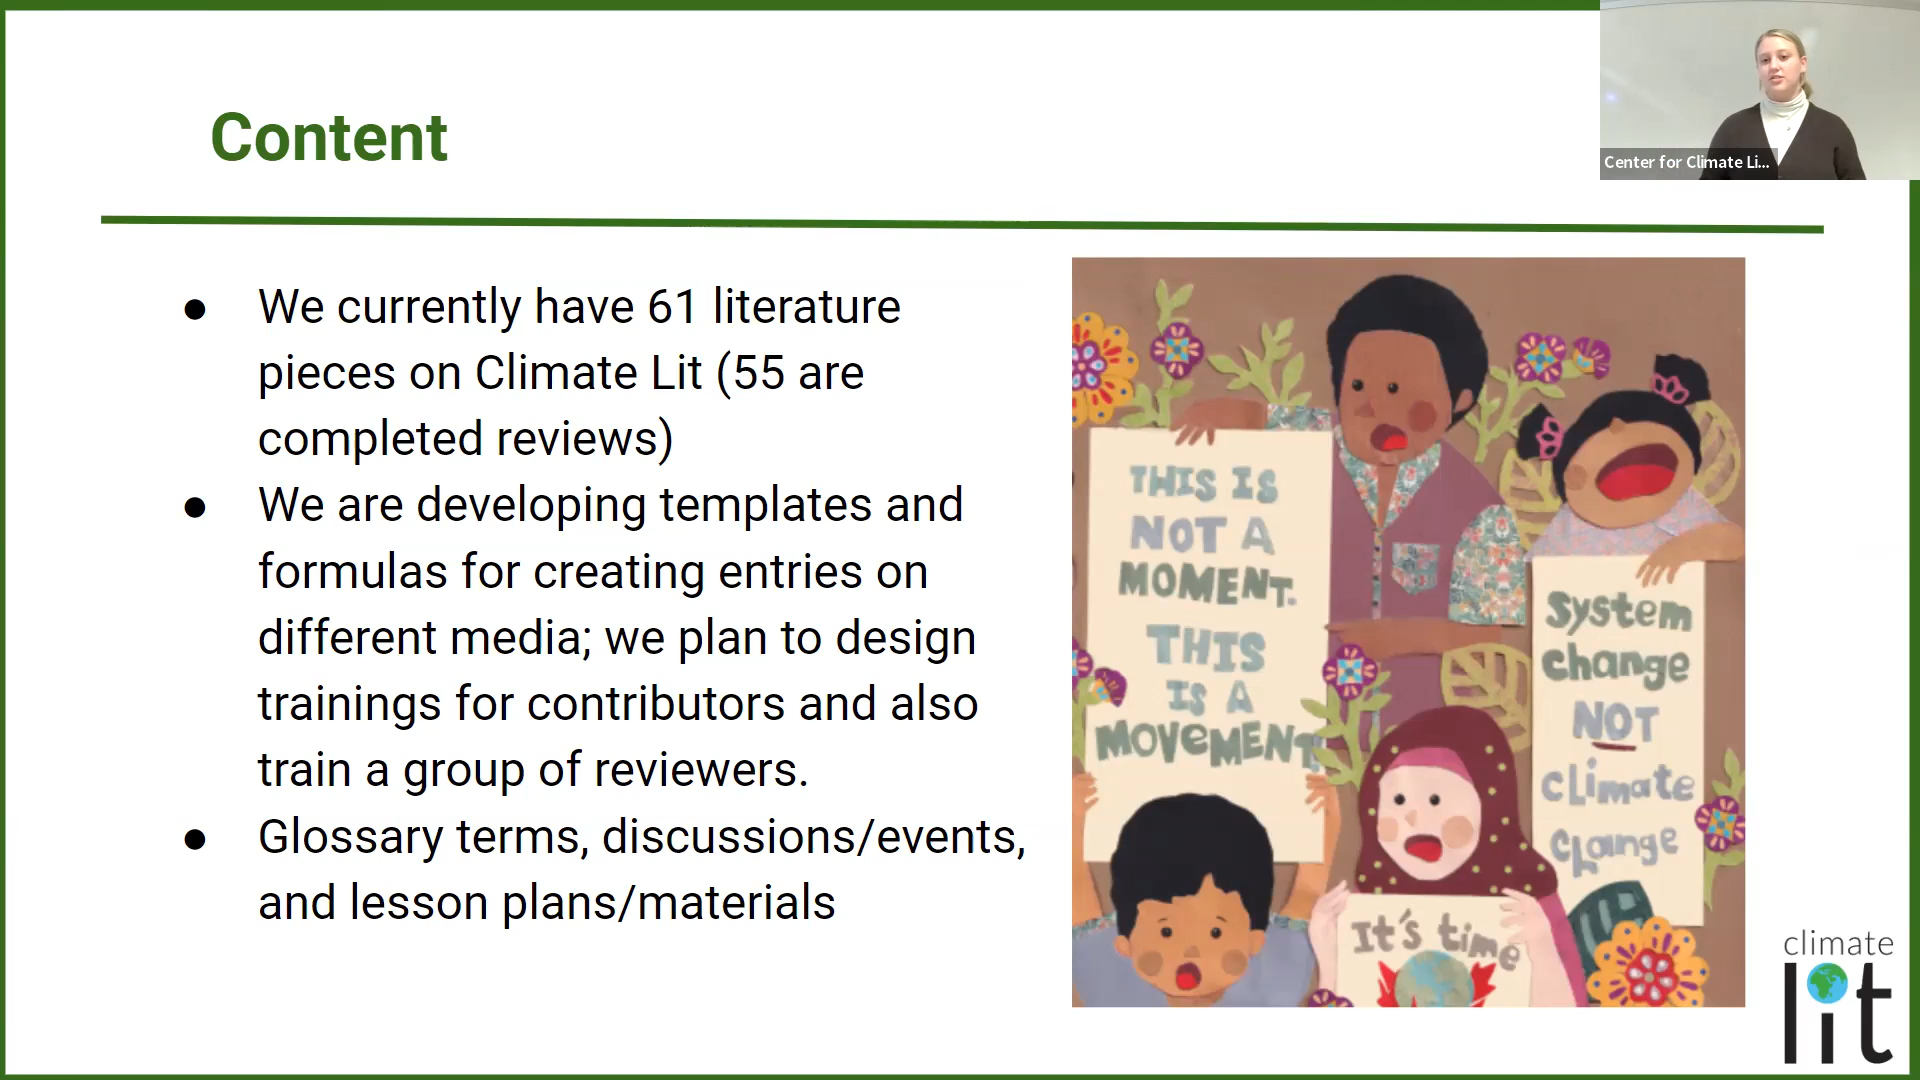 Content
Center for Climate Li...
● We currently have 61 literature
pieces on Climate Lit (55 are
completed reviews)
● We are developing templates and
formulas for creating entries on
different media; we plan to design
trainings for contributors and also
train a group of reviewers.
● Glossary terms, discussions/events,
and lesson plans/materials
THIS IS
NOT A
MOMENT.
THIS
IS A
MOVEMENT.
System
change
NOT
climate
change
It's time
climate
lit